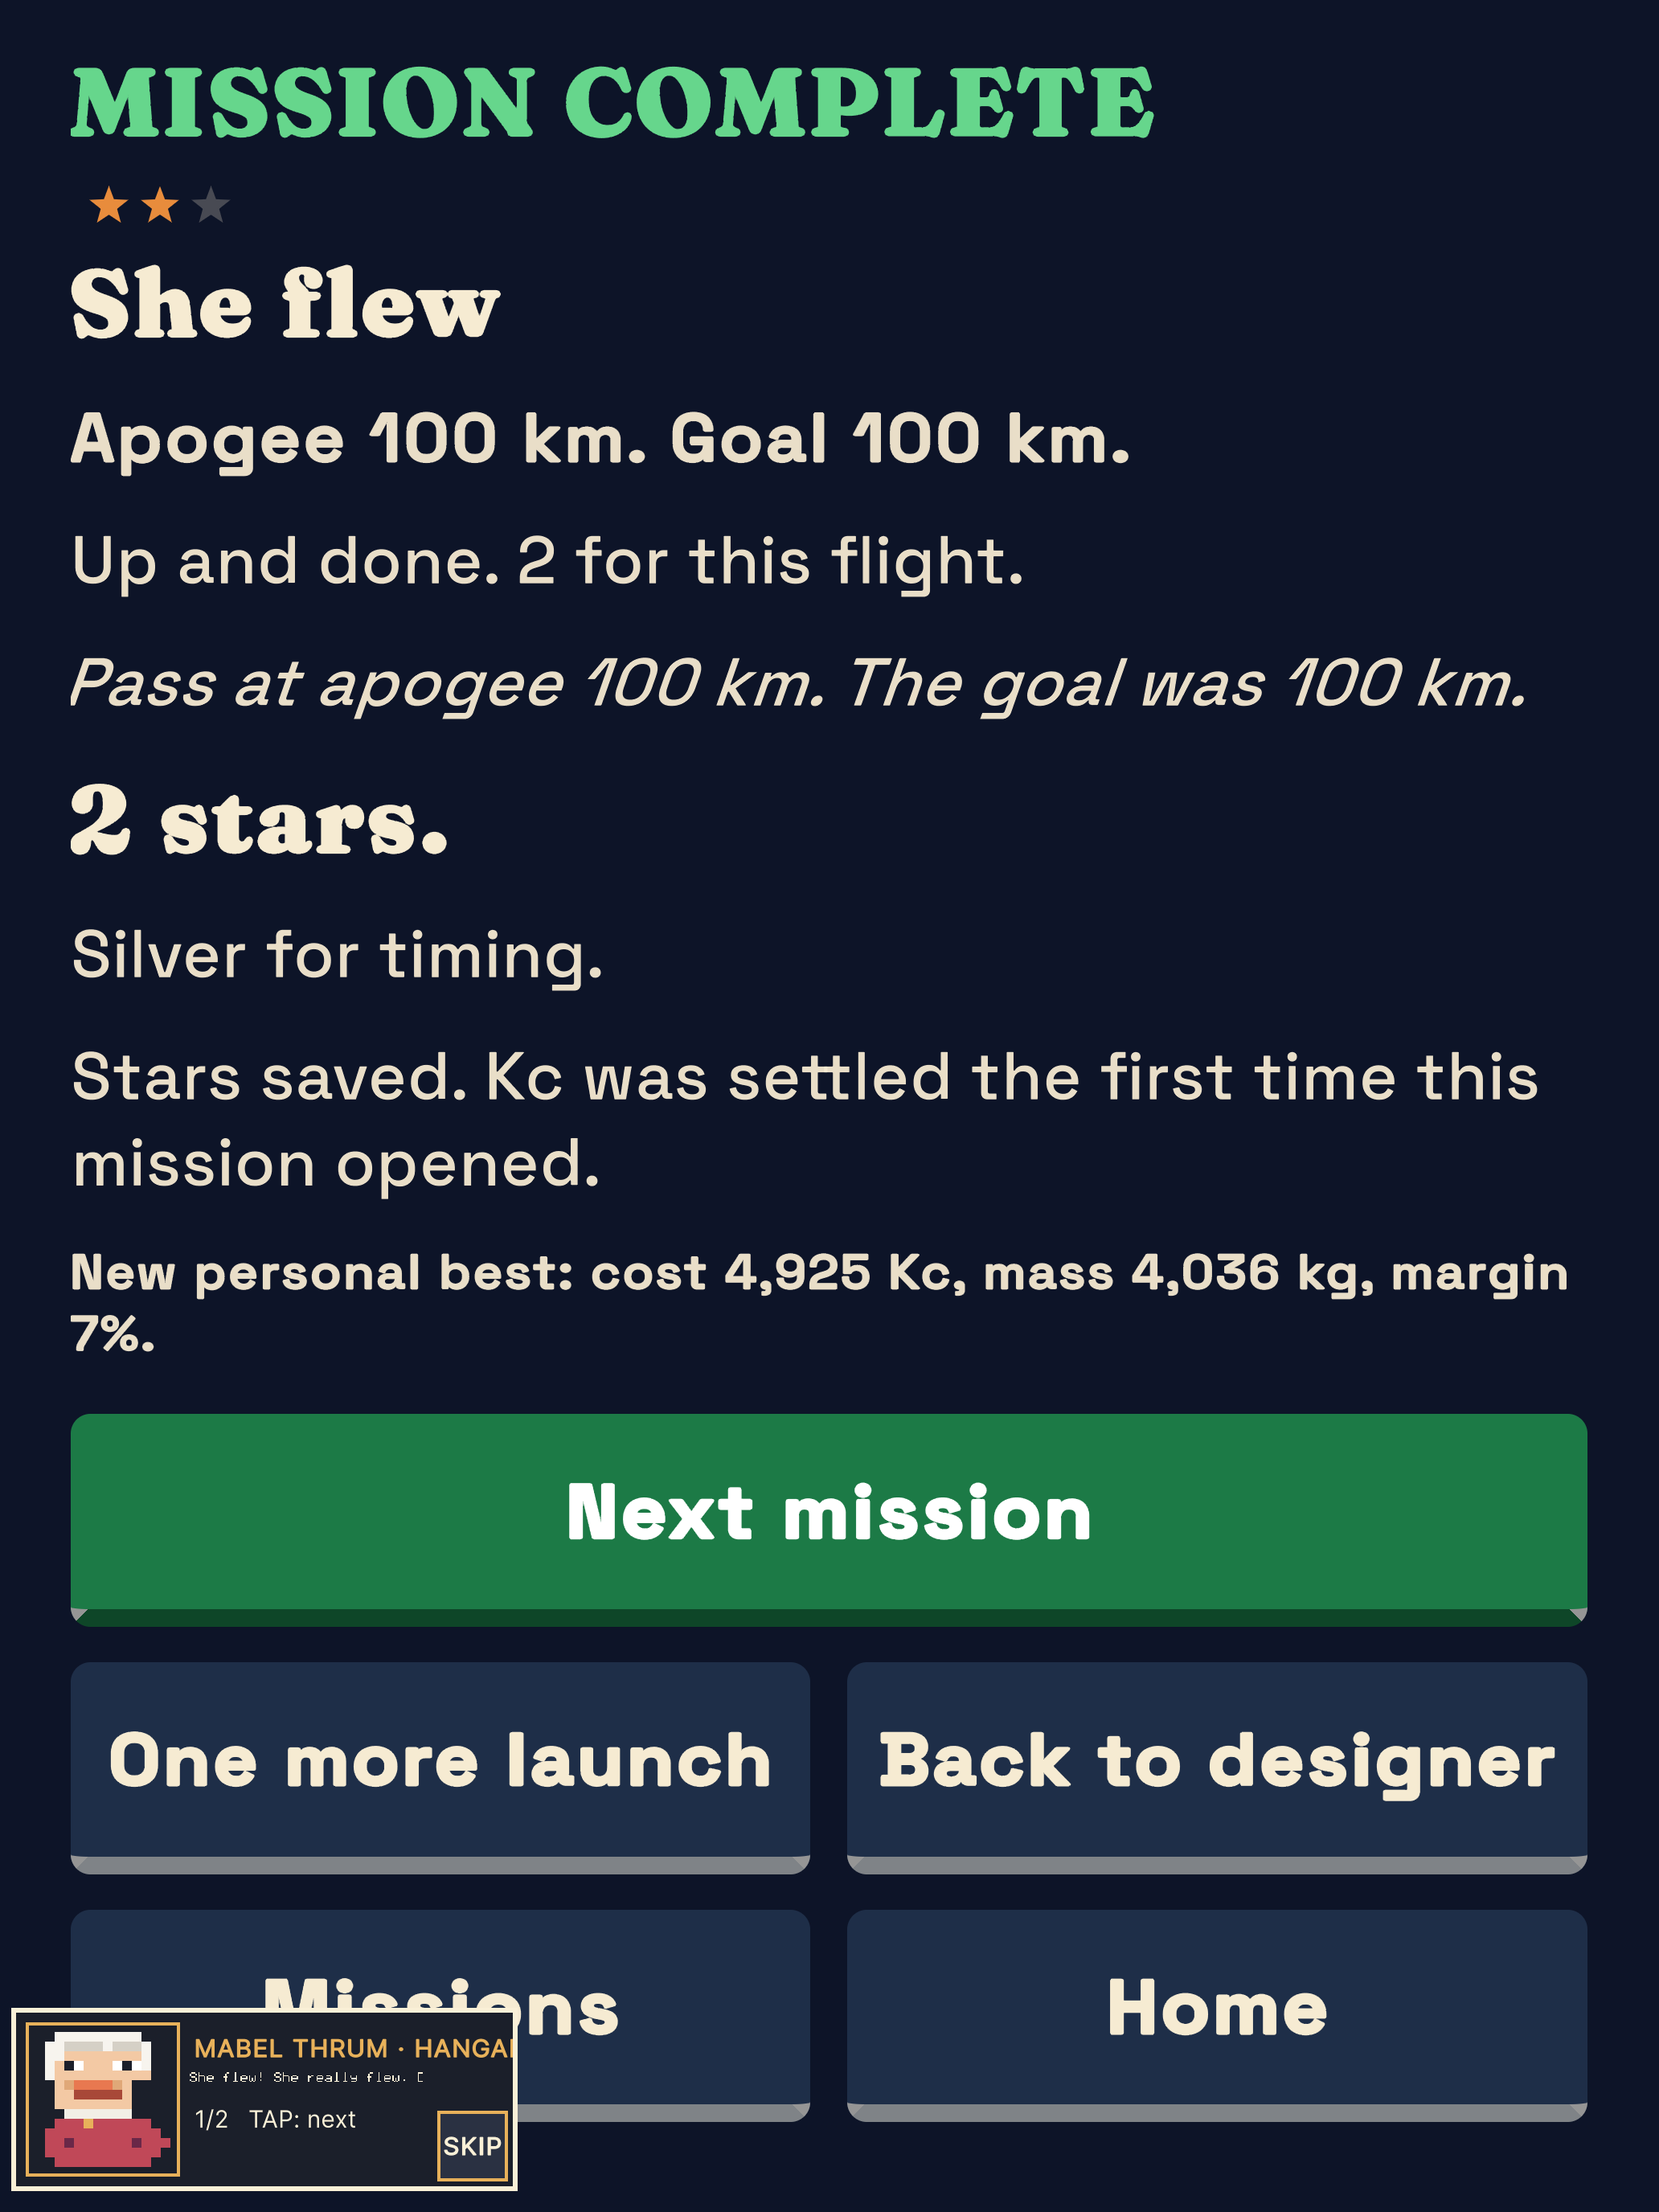 MISSION COMPLETE
She flew
Apogee 100 km. Goal 100 km.
Up and done. 2 for this flight.
Pass at apogee 100 km. The goal was 100 km.
2 stars.
Silver for timing.
Stars saved. Kc was settled the first time this
mission opened.
New personal best: cost 4,925 Kc, mass 4,036 kg, margin
7%.
Next mission
One more launch
Back to designer
Missions
Home
MABEL THRUM ·
She flew! She really flew.
1/2 TAP: next
SKIP